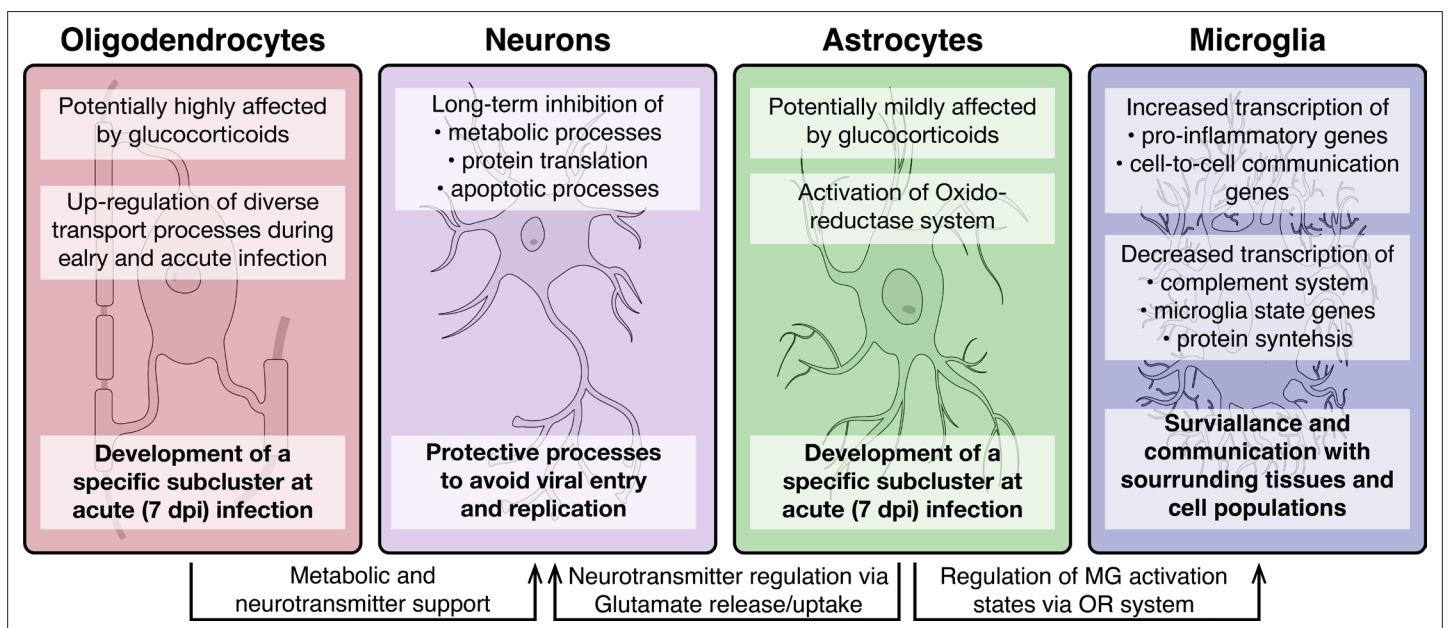 Oligodendrocytes
Potentially highly affected
by glucocorticoids
Up-regulation of diverse
transport processes during
ealry and accute infection
Development of a
specific subcluster at
acute (7 dpi) infection
Neurons
Long-term inhibition of
• metabolic processes
• protein translation
• apoptotic processes
Protective processes
to avoid viral entry
and replication
Astrocytes
Potentially mildly affected
by glucocorticoids
Activation of Oxido-
reductase system
Development of a
specific subcluster at
acute (7 dpi) infection
Microglia
Increased transcription of
• pro-inflammatory genes
• cell-to-cell communication
genes
Decreased transcription of
• complement system
• microglia state genes
• protein syntehsis
Surviallance and
communication with
sourrunding tissues and
cell populations
Metabolic and
neurotransmitter support
Neurotransmitter regulation via
Glutamate release/uptake
Regulation of MG activation
states via OR system